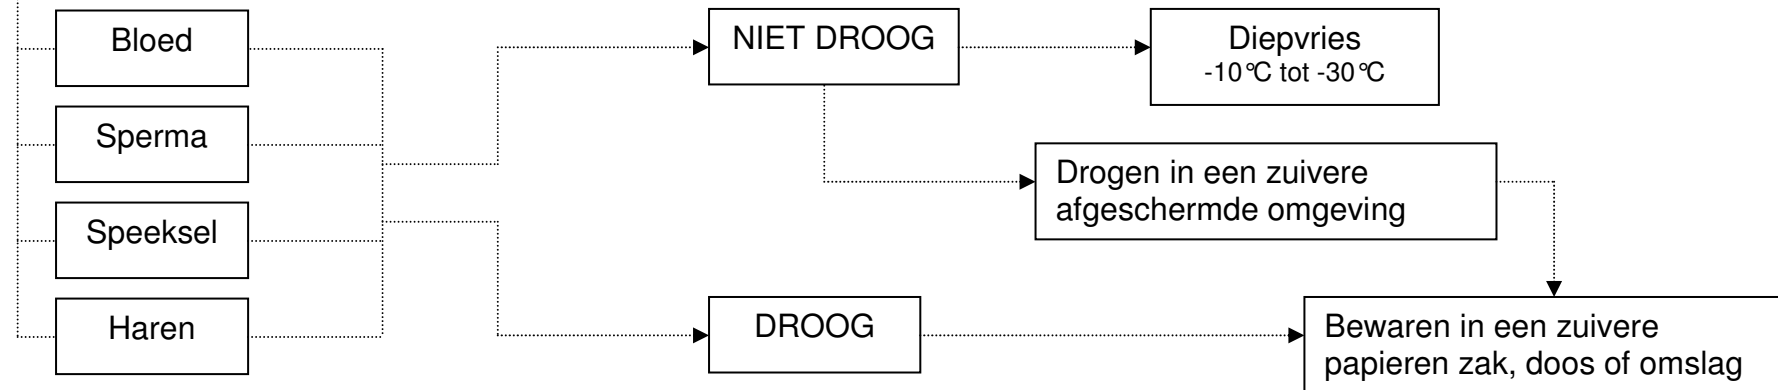 Bloed
Sperma
Speeksel
Haren
NIET DROOG
DROOG
Diepvries
-10°C tot -30°C
Drogen in een zuivere
afgeschermde omgeving
Bewaren in een zuivere
papieren zak, doos of omslag